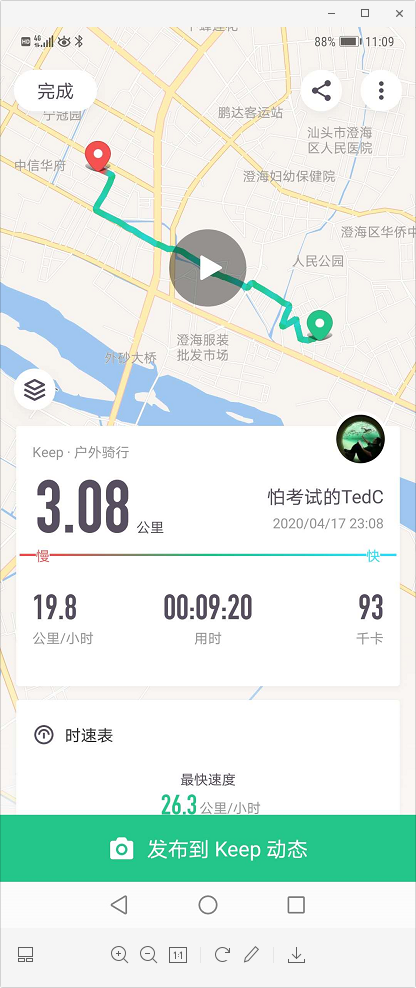 HD 4G 88% 11:09
完成
宁冠园
鹏达客运站
汕头市澄海
区人民医院
中信华府
澄海妇幼保健院
澄海区华侨中
人民公园
澄海服装
批发市场
外砂大桥
Keep · 户外骑行
3.08 公里
怕考试的TedC
2020/04/17 23:08
慢 快
19.8 00:09:20 93
公里/小时 用时 千卡
时速表
最快速度
26.3 公里/小时
发布到 Keep 动态
1:1